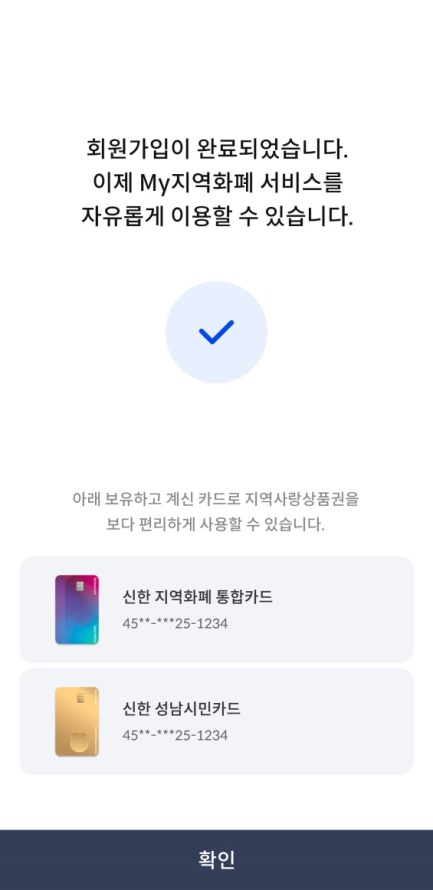 회원가입이 완료되었습니다.
이제 My지역화폐 서비스를
자유롭게 이용할 수 있습니다.
아래 보유하고 계신 카드로 지역사랑상품권을
보다 편리하게 사용할 수 있습니다.
신한 지역화폐 통합카드
45**-***25-1234
신한 성남시민카드
45**-***25-1234
확인